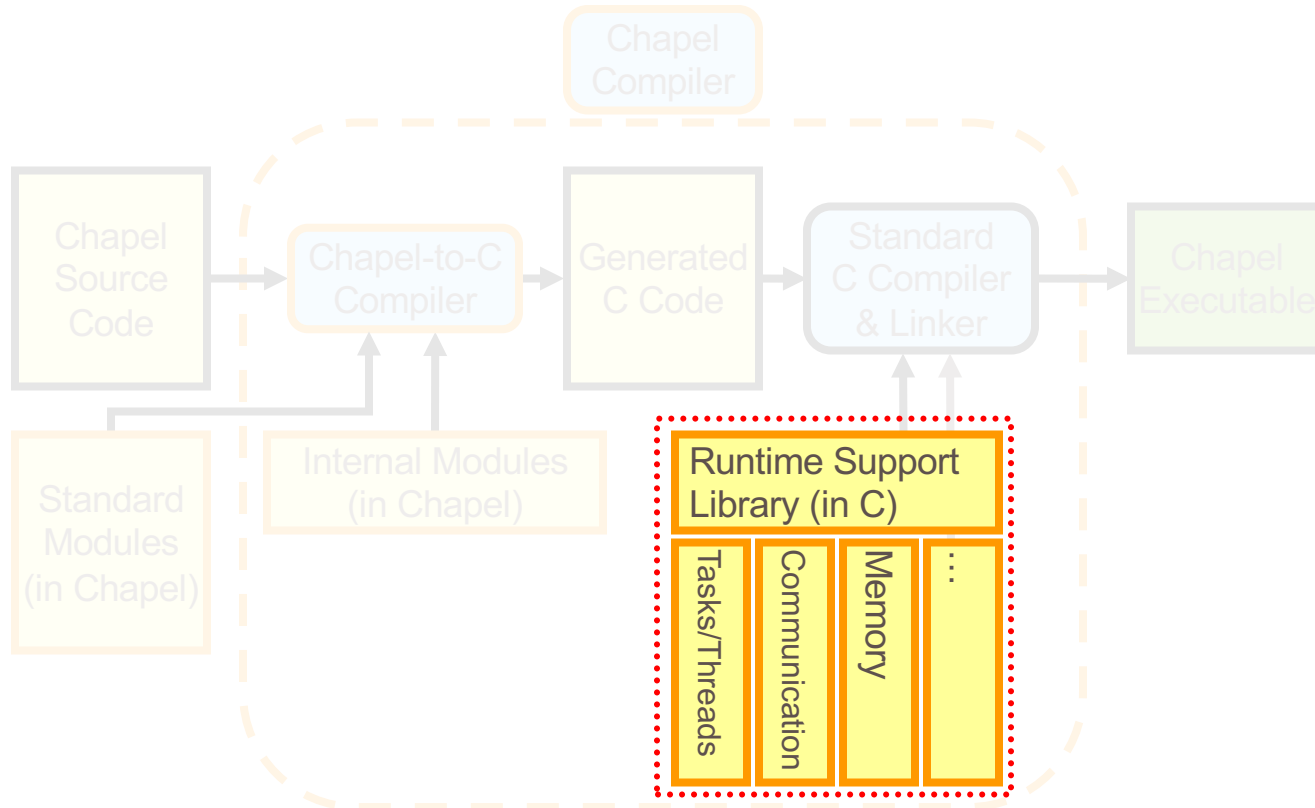 Chapel
Compiler
Chapel
Source
Code
Chapel-to-C
Compiler
Generated
C Code
Standard
C Compiler
& Linker
Chapel
Executable
Standard
Modules
(in Chapel)
Internal Modules
(in Chapel)
Runtime Support
Library (in C)
Tasks/Threads
Communication
Memory
...